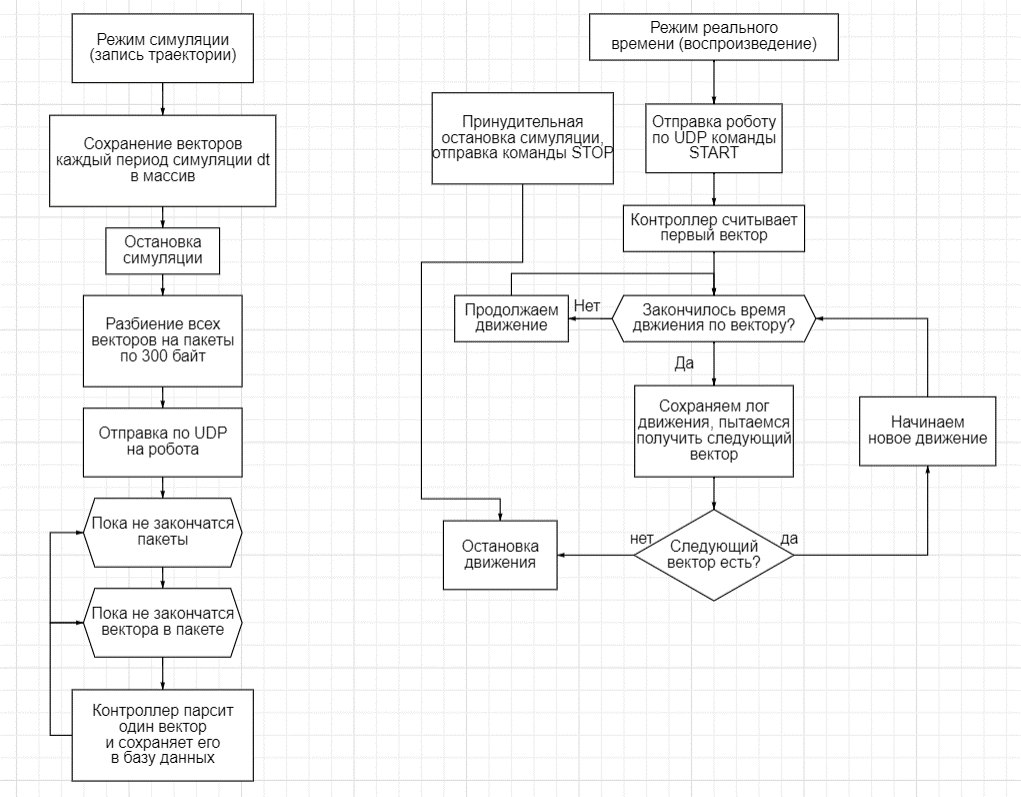 Режим симуляции
(запись траектории)
Сохранение векторов
каждый период симуляции dt
в массив
Остановка
симуляции
Разбиение всех
векторов на пакеты
по 300 байт
Отправка по UDP
на робота
Пока не закончатся
пакеты
Пока не закончатся
вектора в пакете
Контроллер парсит
один вектор
и сохраняет его
в базу данных
Режим реального
времени (воспроизведение)
Принудительная
остановка симуляции,
отправка команды STOP
Отправка роботу
по UDP команды
START
Контроллер считывает
первый вектор
Продолжаем
движение
Нет
Закончилось время
двжиения по вектору?
Да
Сохраняем лог
движения, пытаемся
получить следующий
вектор
Начинаем
новое движение
Остановка
движения
нет
Следующий
вектор есть?
да